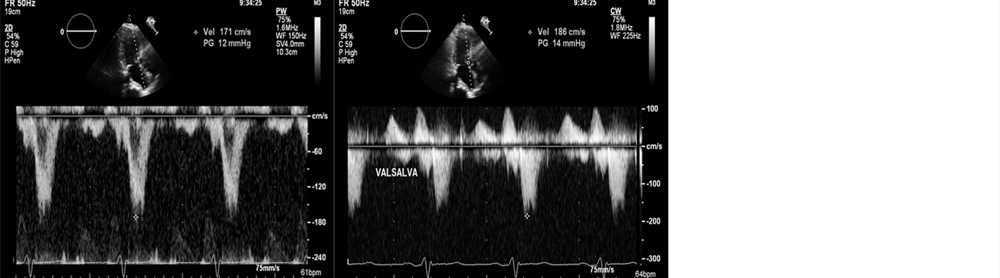 FR 50Hz
19cm
9:34:25
M3
PW
75%
1.6MHz
WF 150Hz
SV4.0mm
10.3cm
2D
54%
C 59
P High
HPen
0
Vel 171 cm/s
PG 12 mmHg
cm/s
-60
-120
-180
-240
75mm/s
61bpm
FR 50Hz
19cm
9:34:25
M3
CW
75%
1.8MHz
WF 225Hz
2D
54%
C 59
P High
HPen
0
Vel 186 cm/s
PG 14 mmHg
100
cm/s
-100
-200
-300
VALSALVA
75mm/s
64bpm